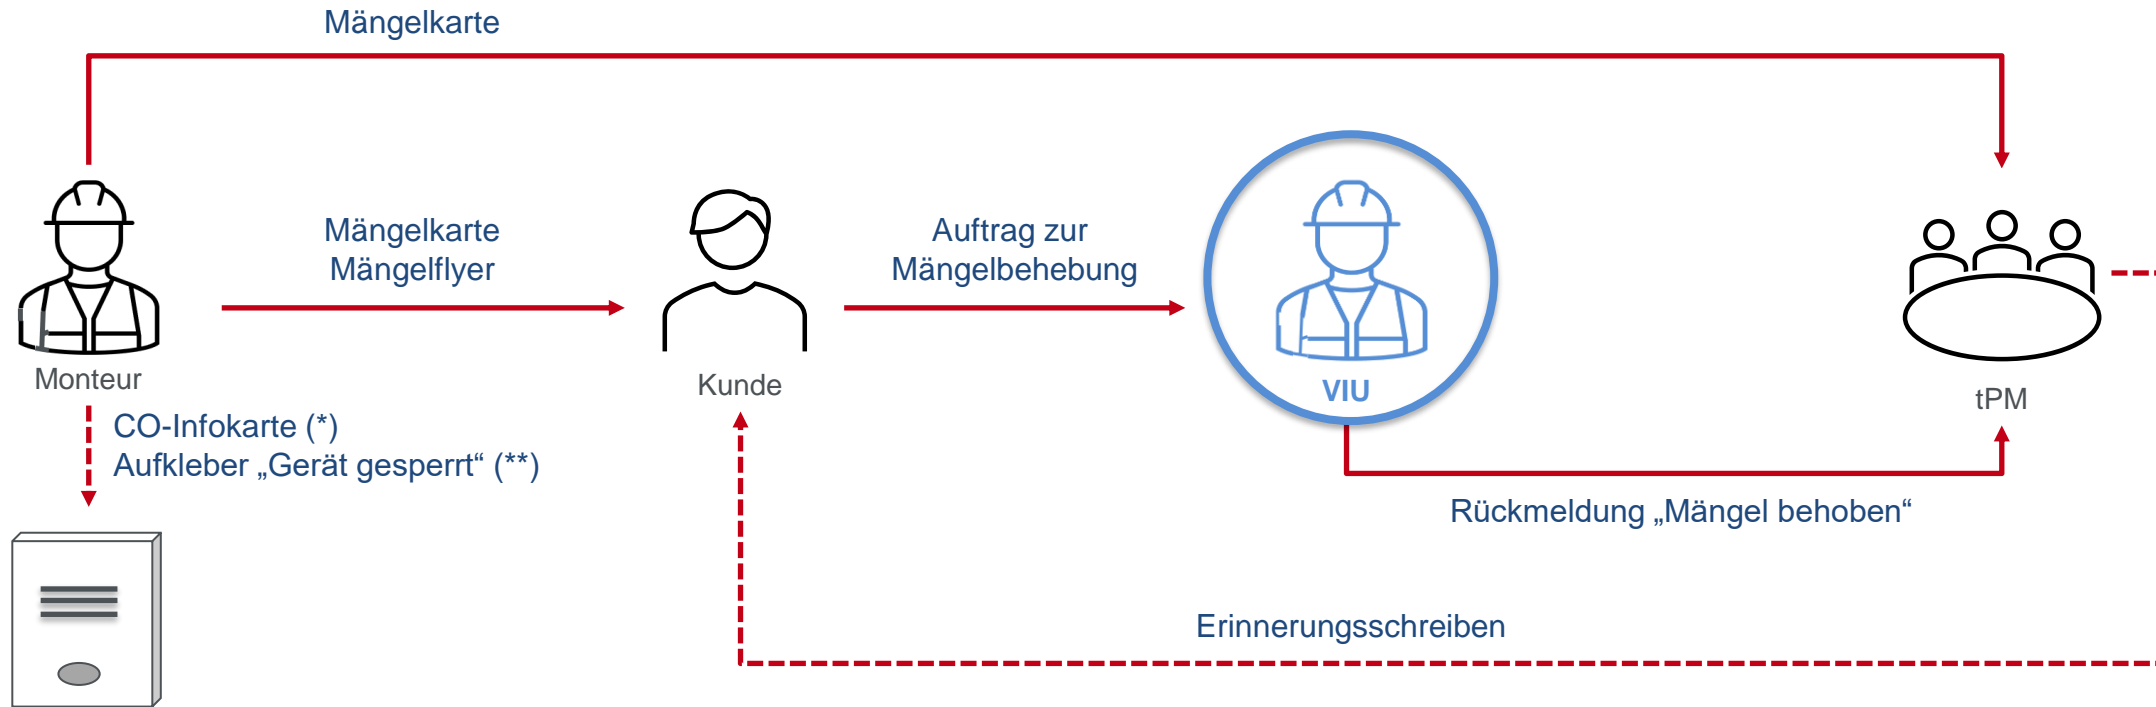 Mängelkarte
Mängelkarte
Mängelflyer
Auftrag zur
Mängelbehebung
Monteur
Kunde
VIU
tPM
CO-Infokarte (*)
Aufkleber „Gerät gesperrt“ (**)
Rückmeldung „Mängel behoben“
Erinnerungsschreiben